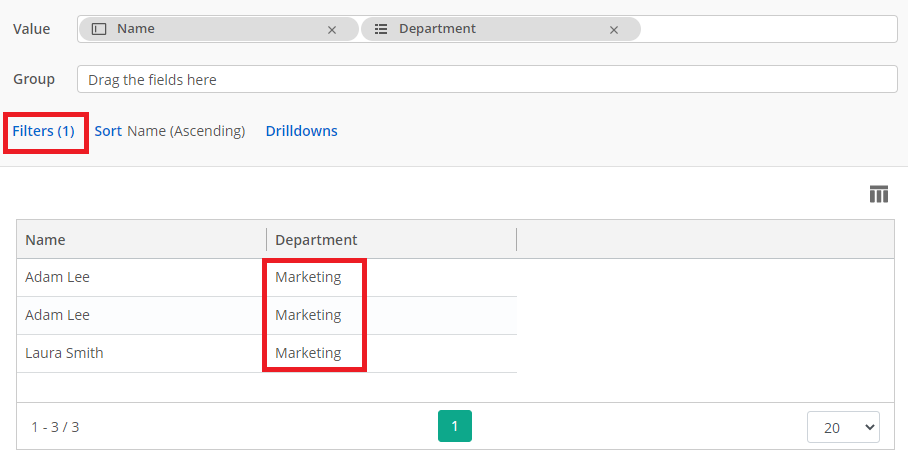 Value Name × Department ×
Group Drag the fields here
Filters (1) Sort Name (Ascending) Drilldowns
Name Department
Adam Lee Marketing
Adam Lee Marketing
Laura Smith Marketing
1 - 3 / 3 1 20